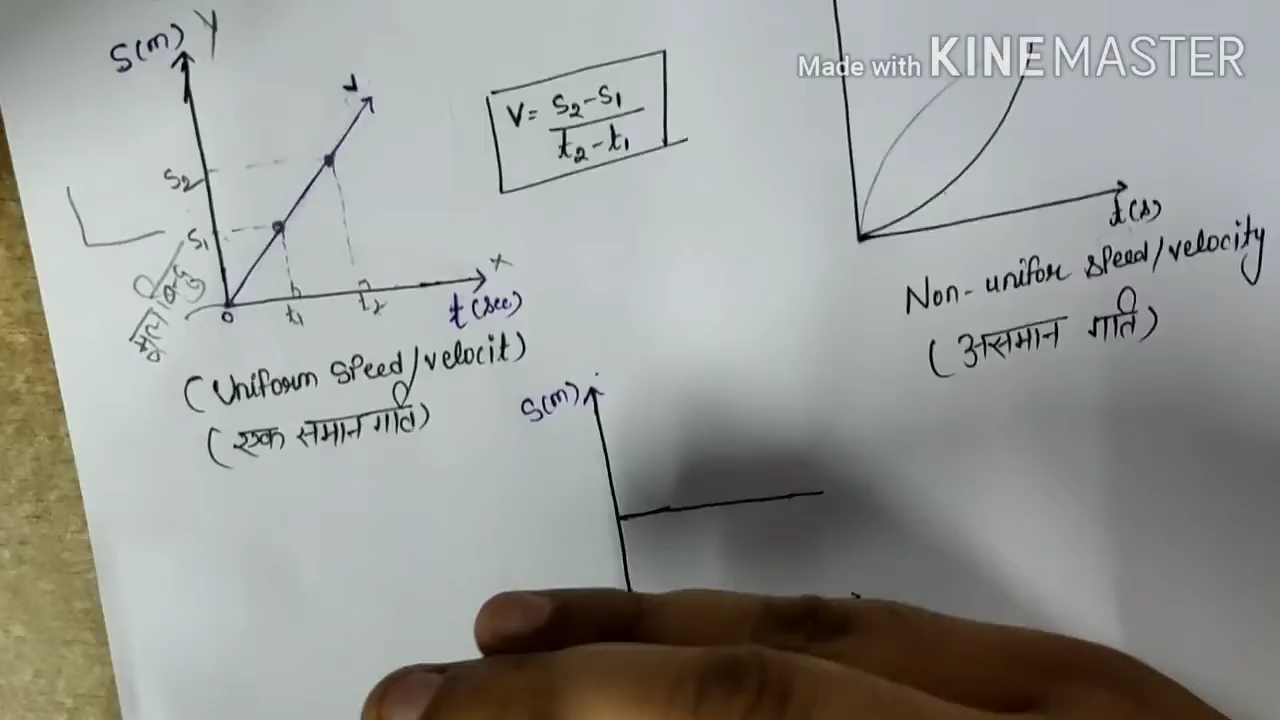 S(m) Y
V
S2
S1
मूल बिन्दु
0
t1
t2
X
t(sec)
(Uniform Speed/velocit)
(एक समान गति)
V= S2-S1
t2-t1
Made with KINEMASTER
t(s)
Non-unifor speed/velocity
(असमान गति)
S(m)